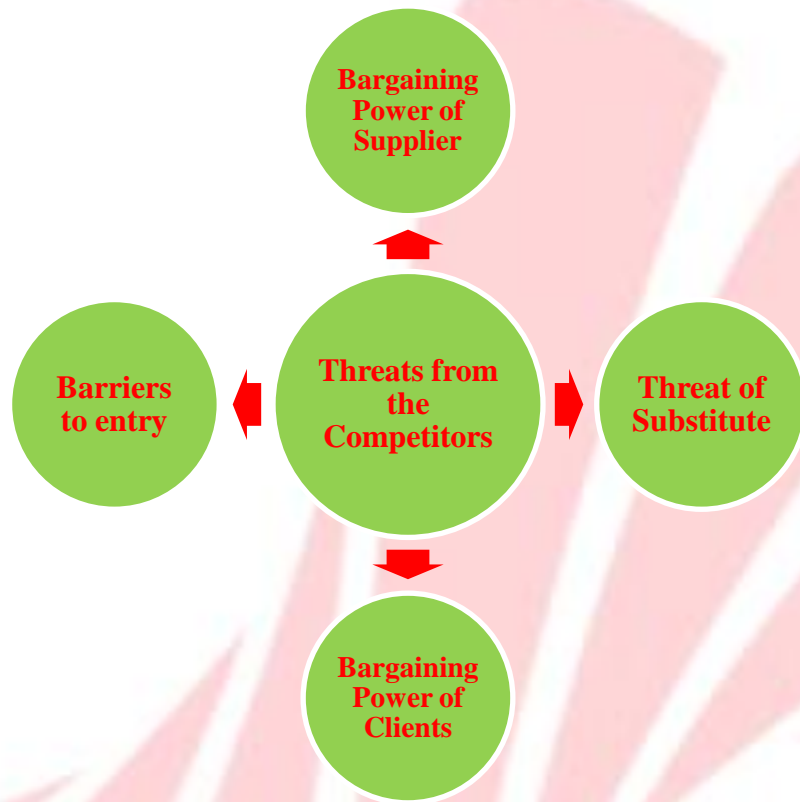 Bargaining
Power of
Supplier
Barriers
to entry
Threats from
the
Competitors
Threat of
Substitute
Bargaining
Power of
Clients